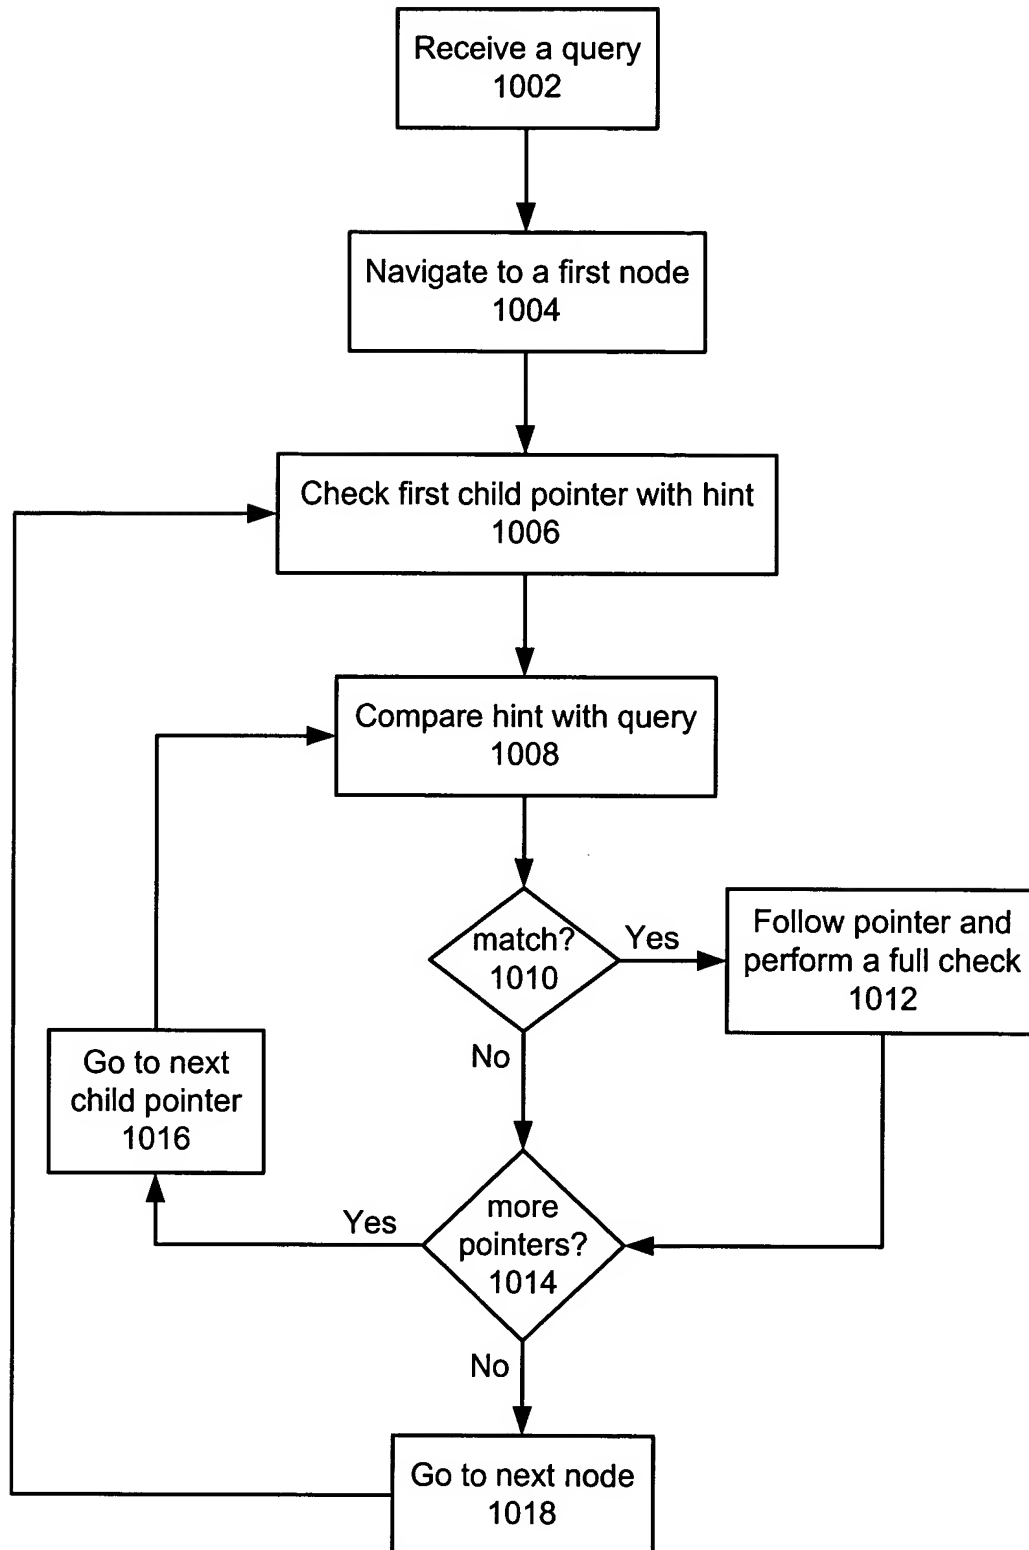 Receive a query
1002
Navigate to a first node
1004
Check first child pointer with hint
1006
Compare hint with query
1008
match?
1010
Yes
Follow pointer and
perform a full check
1012
No
Go to next
child pointer
1016
more
pointers?
1014
Yes
No
Go to next node
1018